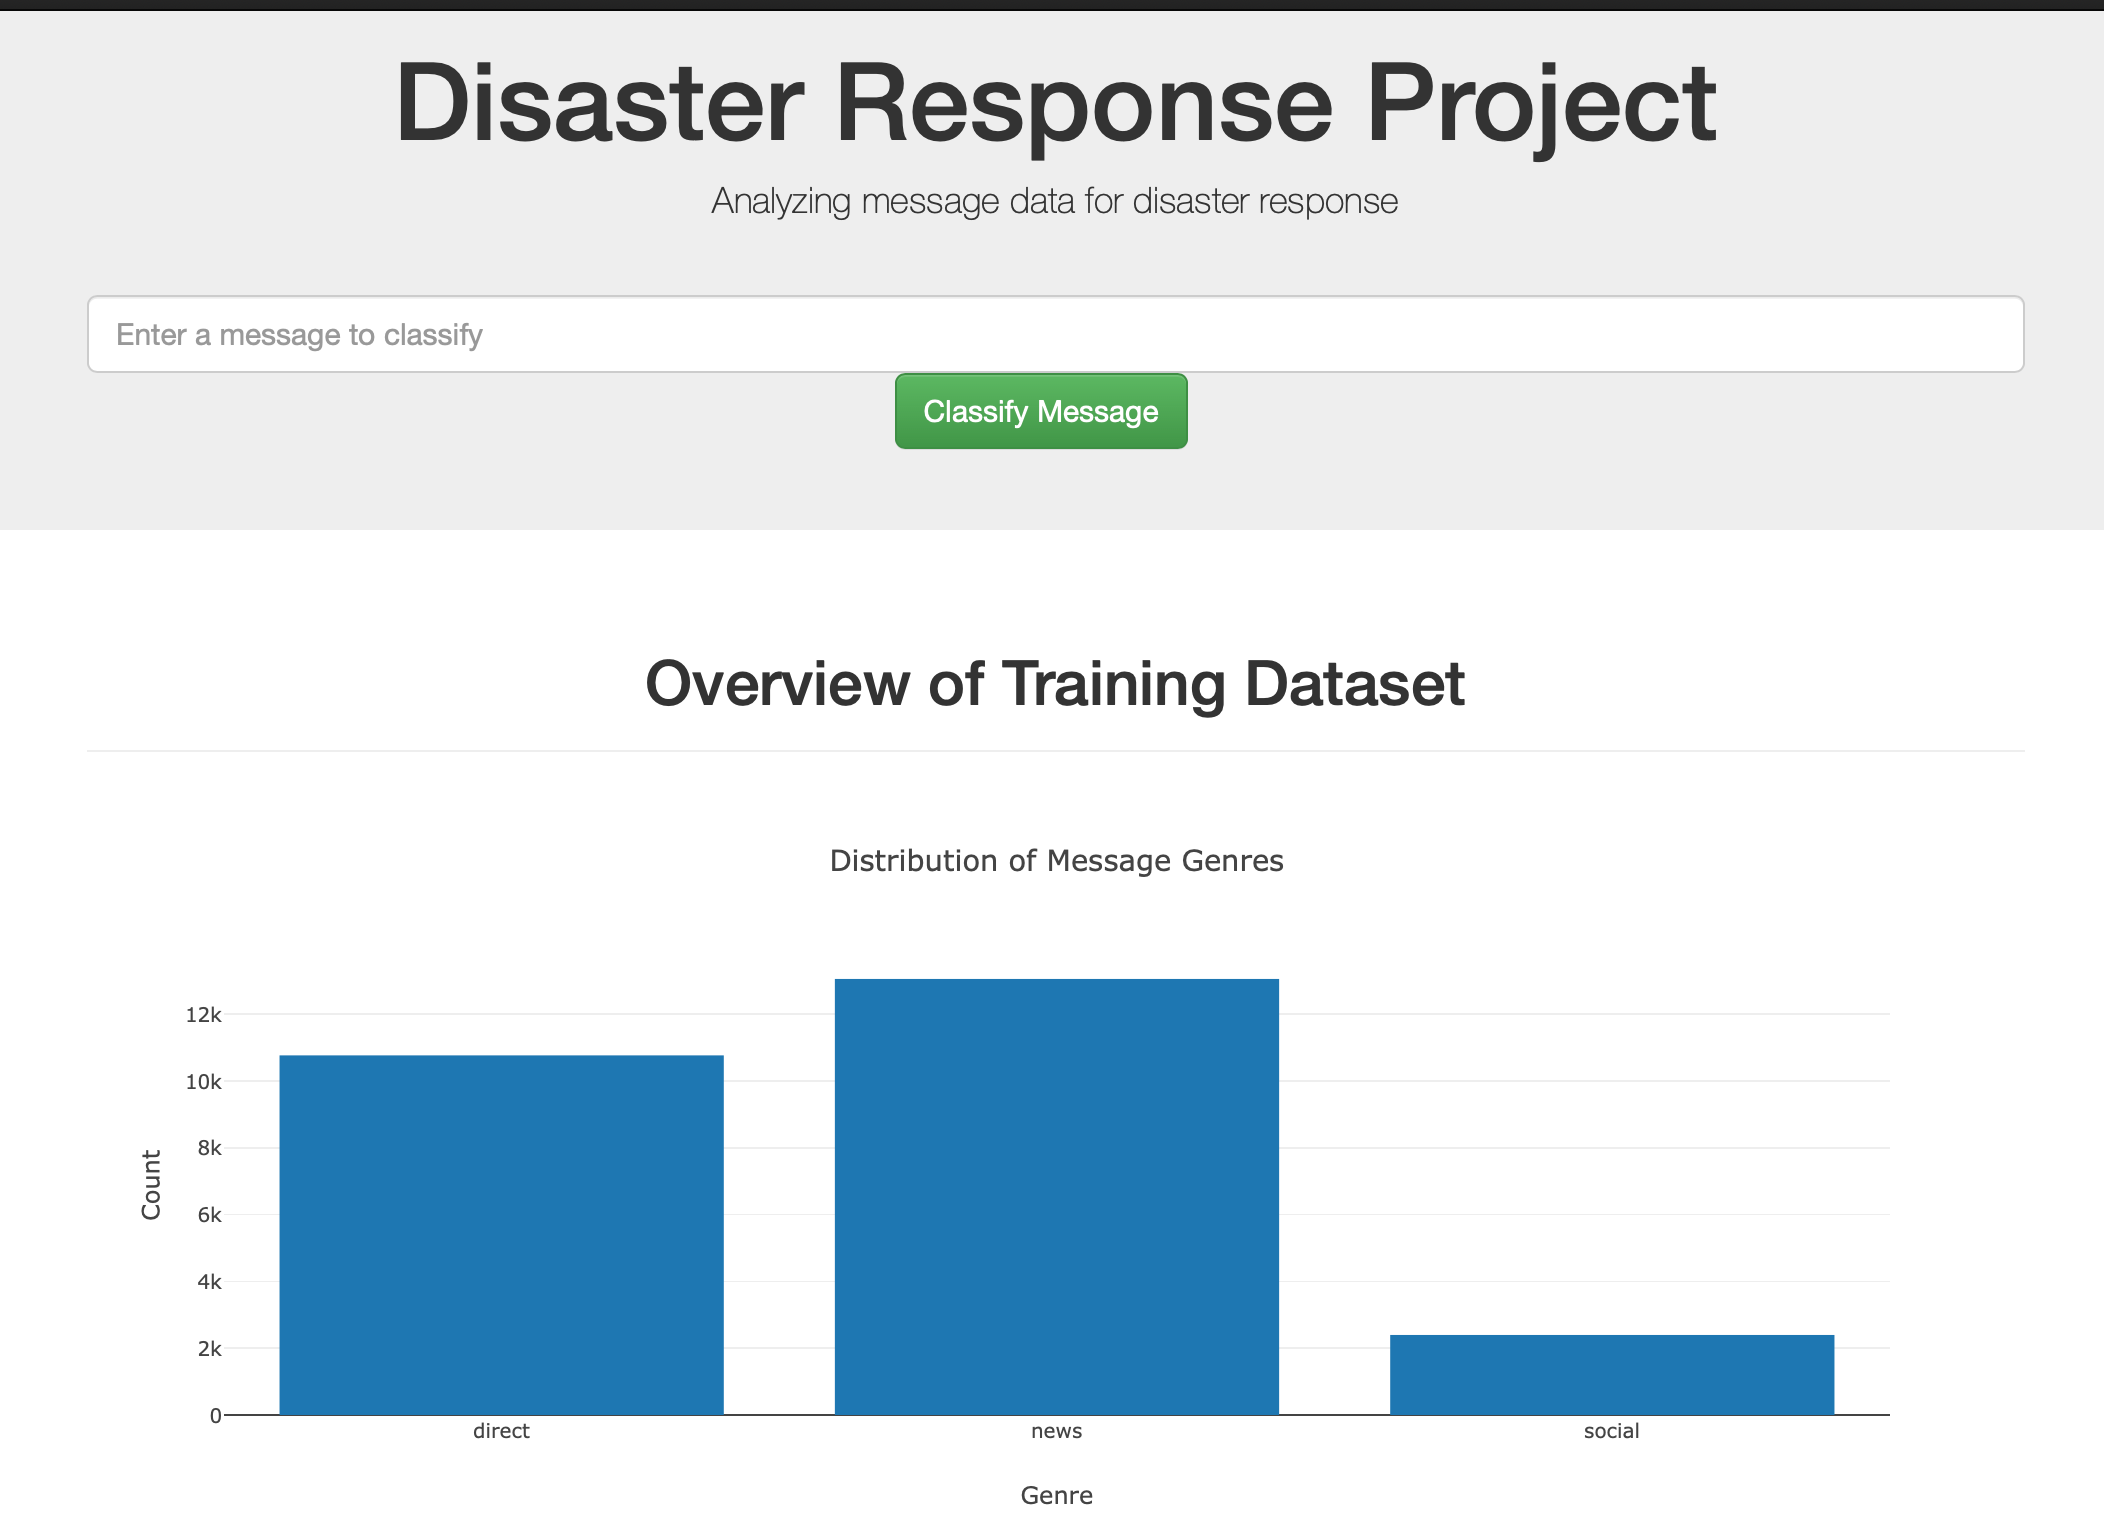 Disaster Response Project
Analyzing message data for disaster response
Enter a message to classify
Classify Message
Overview of Training Dataset
Distribution of Message Genres
12k
10k
8k
6k
4k
2k
0
Count
direct news social
Genre